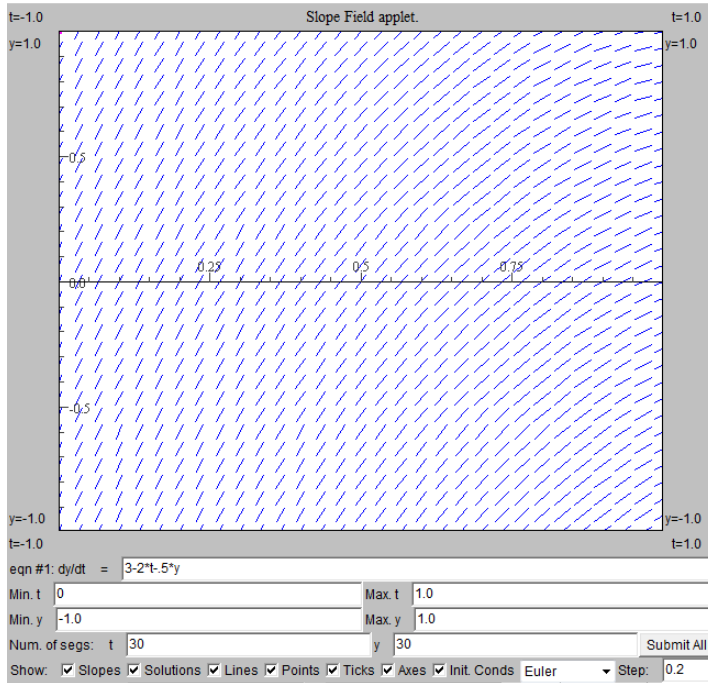 t=-1.0 Slope Field applet. t=1.0
y=1.0 y=1.0
0.5
0.25 0.5 0.75
0.0
-0.5
y=-1.0 y=-1.0
t=-1.0 t=1.0
eqn #1: dy/dt = 3-2*t-.5*y
Min. t 0 Max. t 1.0
Min. y -1.0 Max. y 1.0
Num. of segs: t 30 y 30 Submit All
Show: Slopes Solutions Lines Points Ticks Axes Init. Conds Euler Step: 0.2